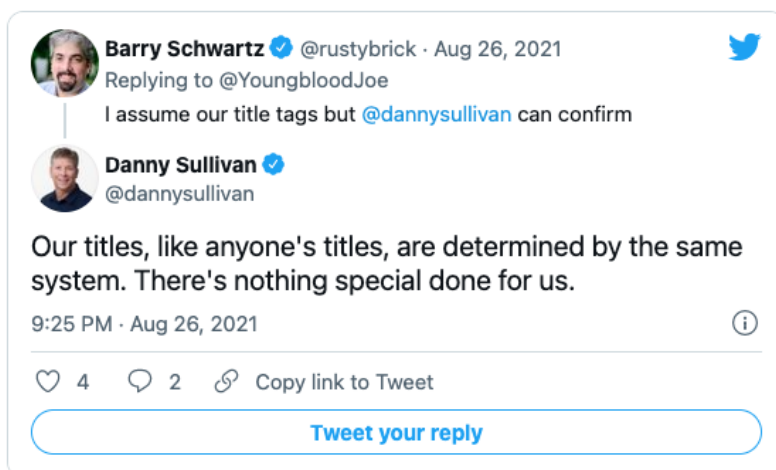 Barry Schwartz @rustybrick · Aug 26, 2021
Replying to @YoungbloodJoe
I assume our title tags but @dannysullivan can confirm
Danny Sullivan
@dannysullivan
Our titles, like anyone's titles, are determined by the same
system. There's nothing special done for us.
9:25 PM · Aug 26, 2021
4 2 Copy link to Tweet
Tweet your reply